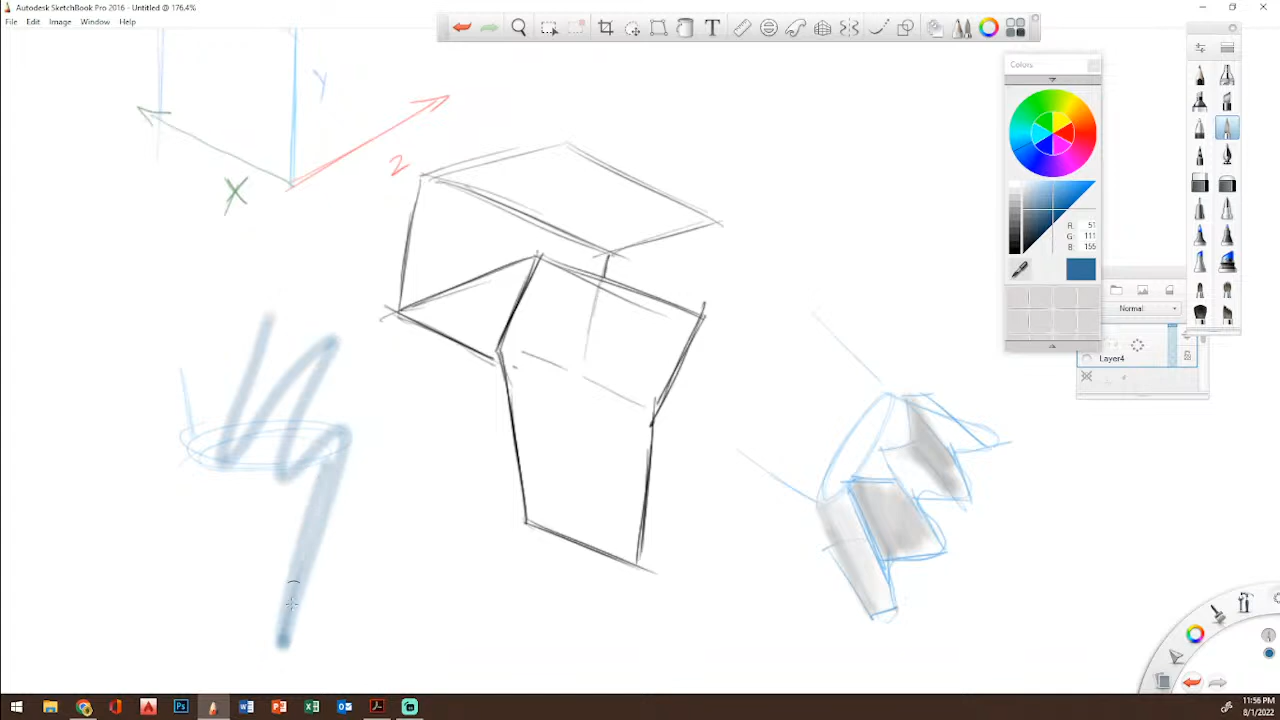 Autodesk SketchBook Pro 2016 - Untitled @ 176.4%
File Edit Image Window Help
T
Colors
Y
2
X
R: 51
G: 111
B: 155
Normal
Layer4
11:56 PM
8/1/2022